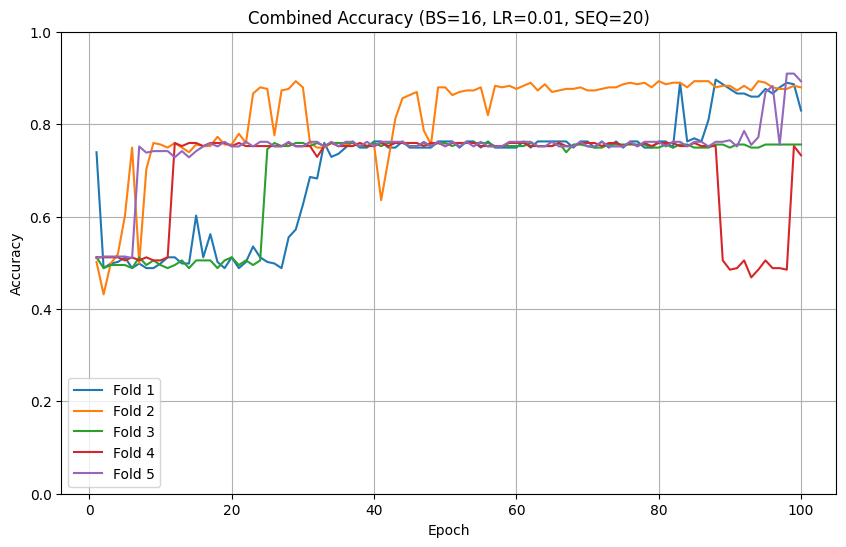 Combined Accuracy (BS=16, LR=0.01, SEQ=20)
1.0
0.8
0.6
0.4
0.2
0.0
Accuracy
Fold 1
Fold 2
Fold 3
Fold 4
Fold 5
0 20 40 60 80 100
Epoch